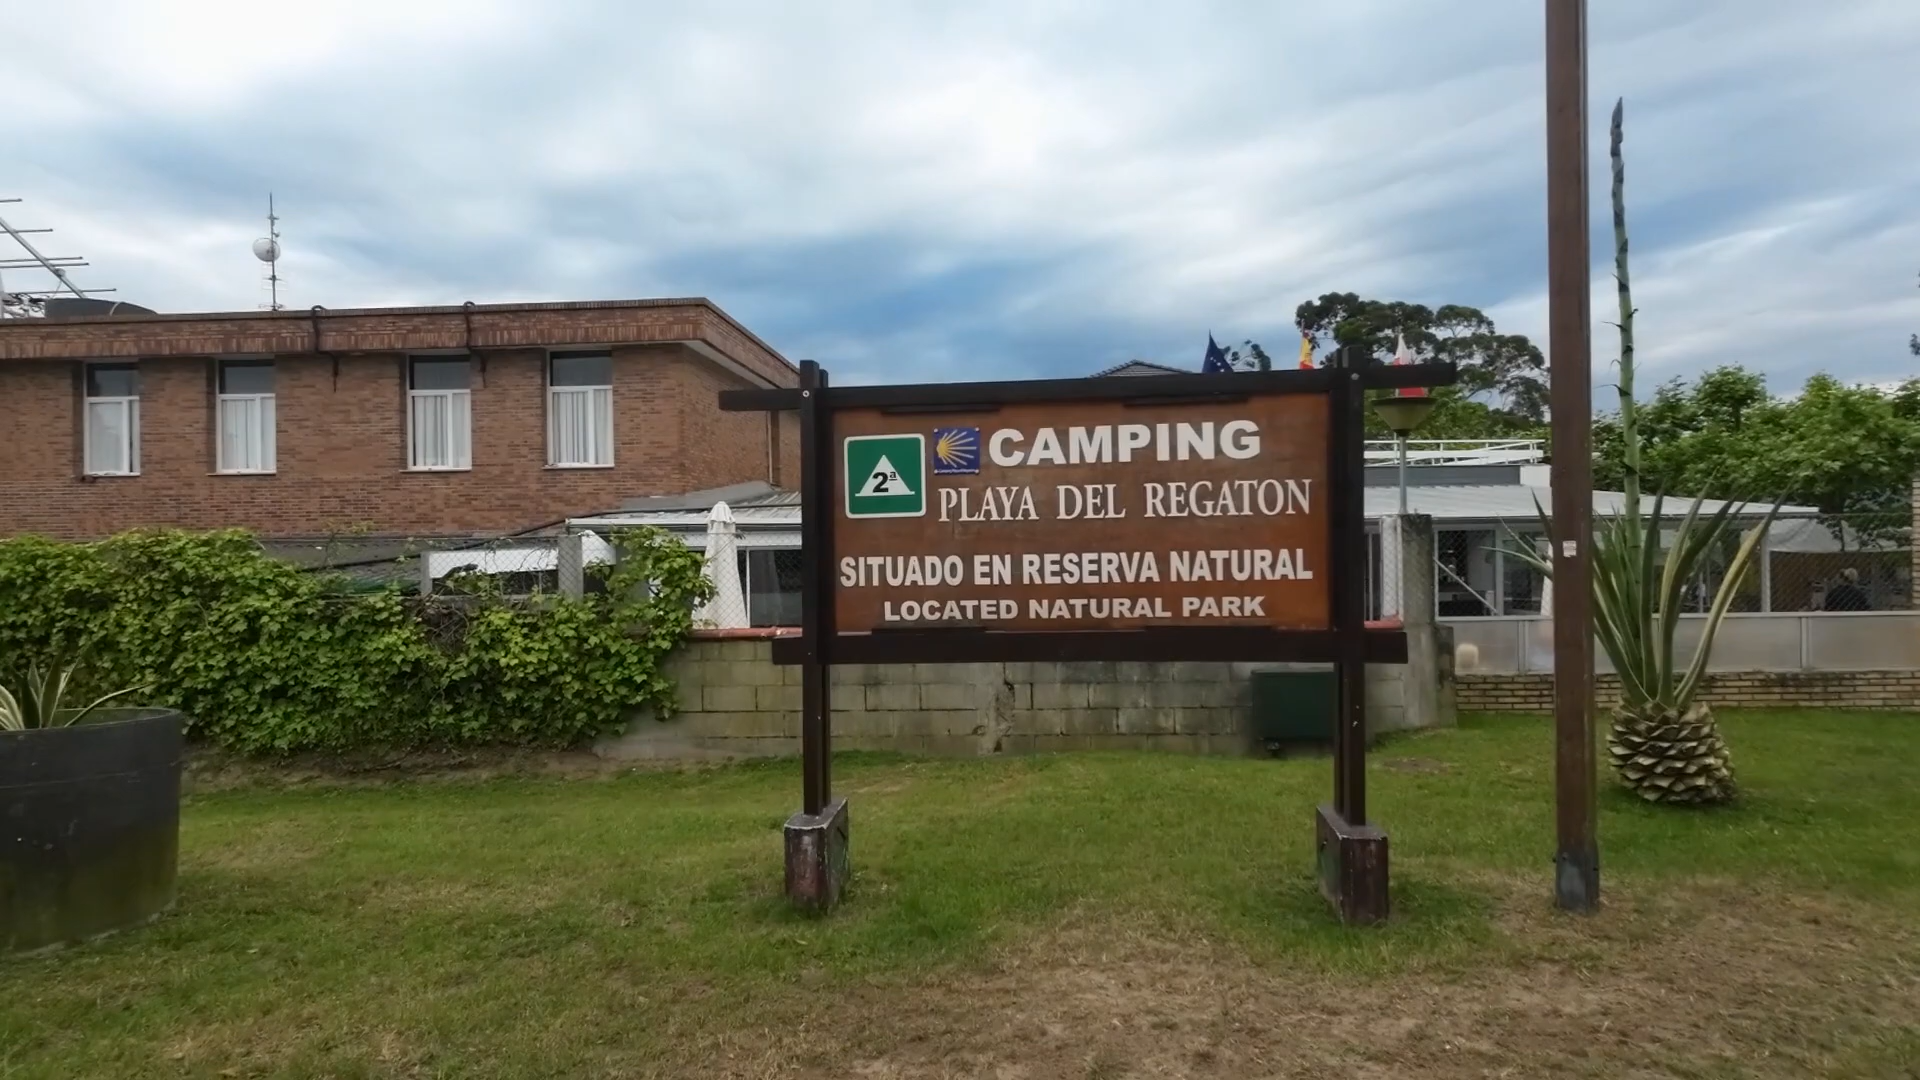 2ª
CAMPING
PLAYA DEL REGATON
SITUADO EN RESERVA NATURAL
LOCATED NATURAL PARK